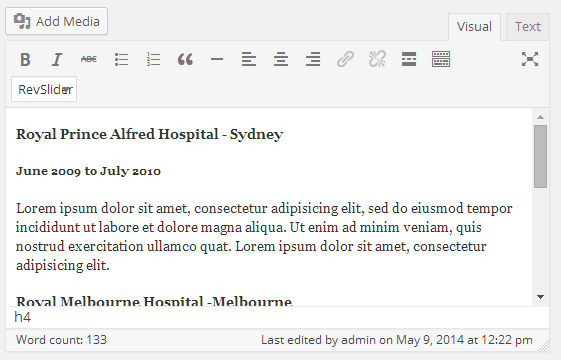 Add Media
Visual Text
B I ABC
RevSlider
Royal Prince Alfred Hospital - Sydney
June 2009 to July 2010
Lorem ipsum dolor sit amet, consectetur adipisicing elit, sed do eiusmod tempor
incididunt ut labore et dolore magna aliqua. Ut enim ad minim veniam, quis
nostrud exercitation ullamco quat. Lorem ipsum dolor sit amet, consectetur
adipisicing elit.
Royal Melbourne Hospital -Melbourne
h4
Word count: 133 Last edited by admin on May 9, 2014 at 12:22 pm